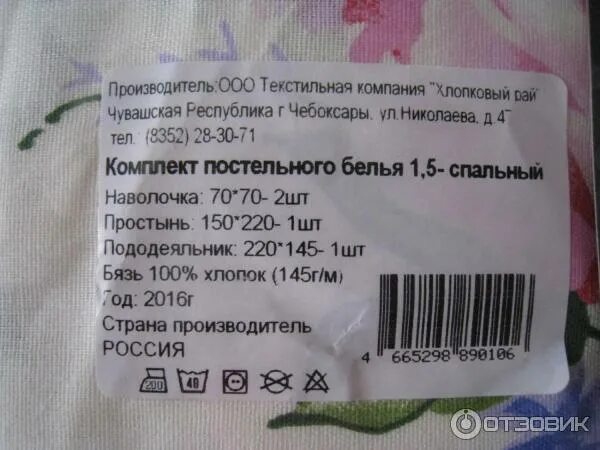 Производитель:ООО Текстильная компания "Хлопковый рай"
Чувашская Республика г Чебоксары, ул.Николаева, д.4
тел.: (8352) 28-30-71
Комплект постельного белья 1,5- спальный
Наволочка: 70*70- 2шт
Простынь: 150*220- 1шт
Пододеяльник: 220*145- 1шт
Бязь 100% хлопок (145г/м)
Год: 2016г
Страна производитель
РОССИЯ
4 665298 890106
200 40
ОТЗОВИК